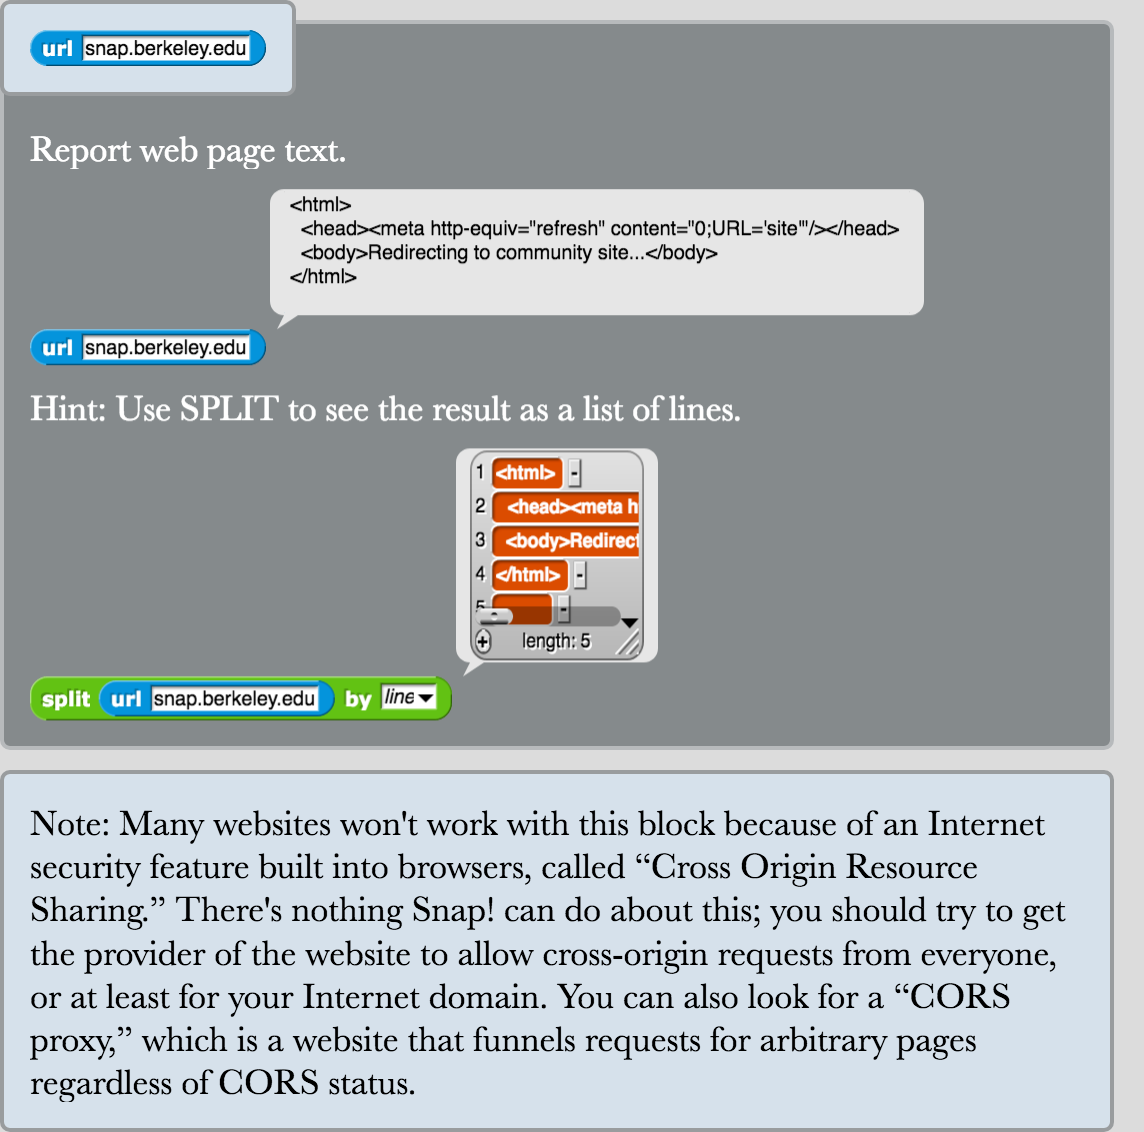 url snap.berkeley.edu
Report web page text.
<html>
<head><meta http-equiv="refresh" content="0;URL='site'"/></head>
<body>Redirecting to community site...</body>
</html>
url snap.berkeley.edu
Hint: Use SPLIT to see the result as a list of lines.
1 <html> -
2 <head><meta h
3 <body>Redirect
4 </html> -
5 -
+ length: 5
split url snap.berkeley.edu by line
Note: Many websites won't work with this block because of an Internet
security feature built into browsers, called “Cross Origin Resource
Sharing.” There's nothing Snap! can do about this; you should try to get
the provider of the website to allow cross-origin requests from everyone,
or at least for your Internet domain. You can also look for a “CORS
proxy,” which is a website that funnels requests for arbitrary pages
regardless of CORS status.